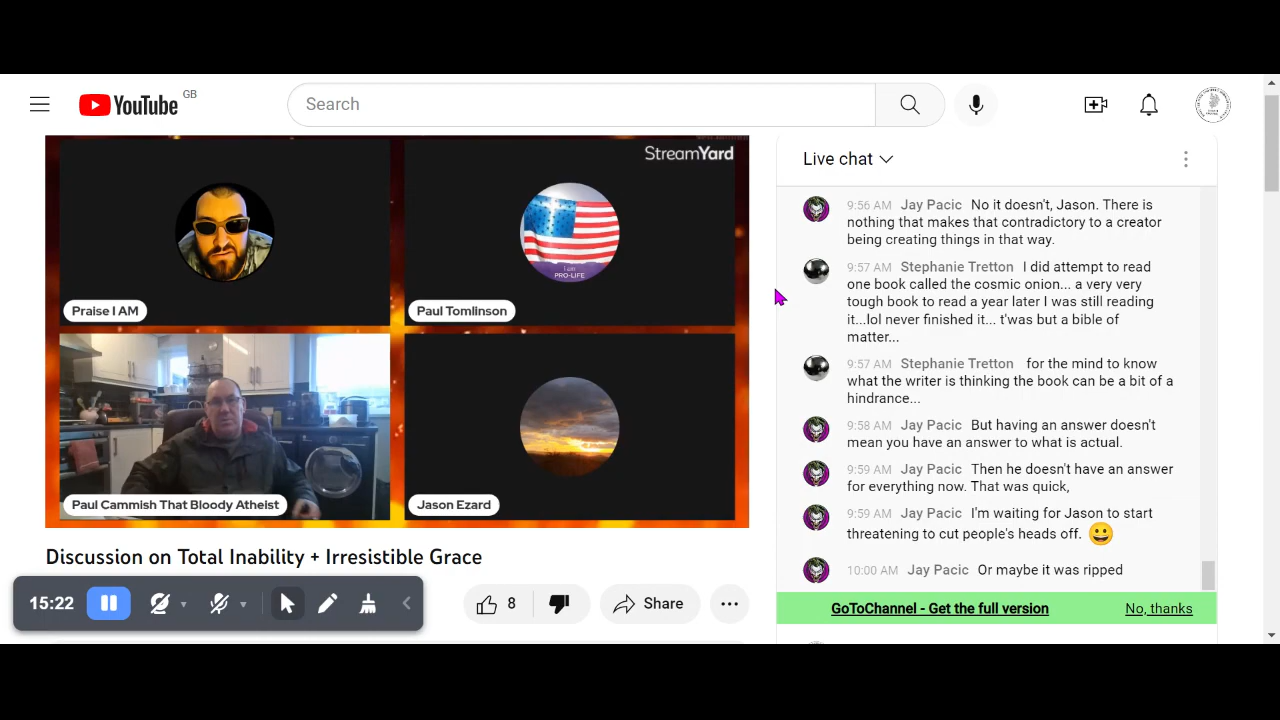 YouTube GB
Search
StreamYard
I am
PRO-LIFE
Praise I AM
Paul Tomlinson
Paul Cammish That Bloody Atheist
Jason Ezard
Discussion on Total Inability + Irresistible Grace
15:22
8
Share
Live chat
9:56 AM Jay Pacic No it doesn't, Jason. There is
nothing that makes that contradictory to a creator
being creating things in that way.
9:57 AM Stephanie Tretton I did attempt to read
one book called the cosmic onion... a very very
tough book to read a year later I was still reading
it...lol never finished it... t'was but a bible of
matter...
9:57 AM Stephanie Tretton for the mind to know
what the writer is thinking the book can be a bit of a
hindrance...
9:58 AM Jay Pacic But having an answer doesn't
mean you have an answer to what is actual.
9:59 AM Jay Pacic Then he doesn't have an answer
for everything now. That was quick,
9:59 AM Jay Pacic I'm waiting for Jason to start
threatening to cut people's heads off. 😀
10:00 AM Jay Pacic Or maybe it was ripped
GoToChannel - Get the full version No, thanks